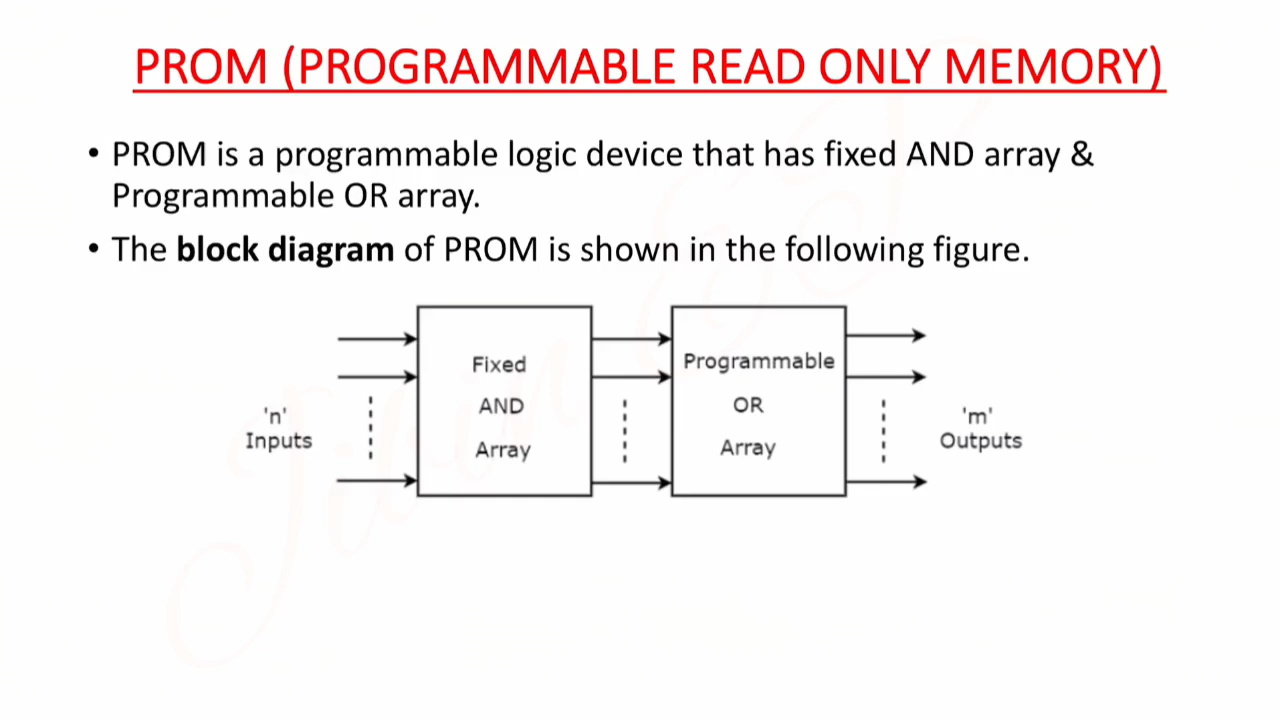 PROM (PROGRAMMABLE READ ONLY MEMORY)
• PROM is a programmable logic device that has fixed AND array &
Programmable OR array.
• The block diagram of PROM is shown in the following figure.
'n'
Inputs
Fixed
AND
Array
Programmable
OR
Array
'm'
Outputs